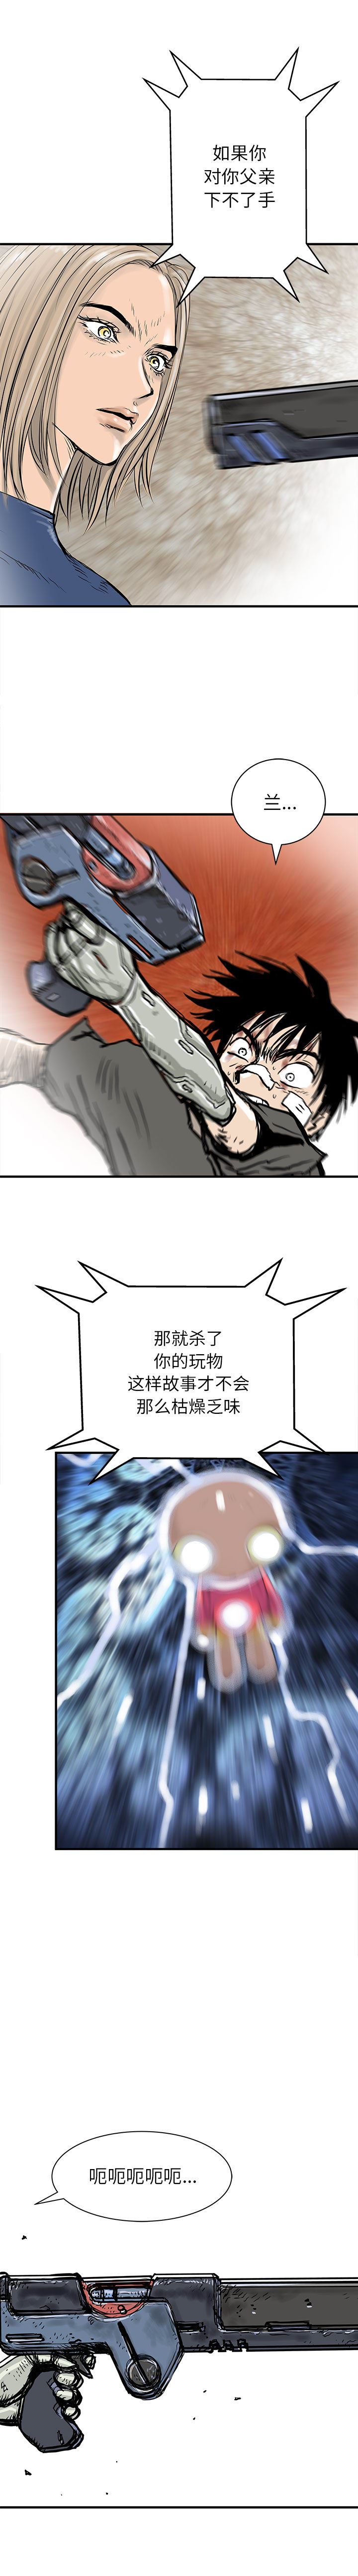 如果你
对你父亲
下不了手
兰...
那就杀了
你的玩物
这样故事才不会
那么枯燥乏味
呃呃呃呃呃...